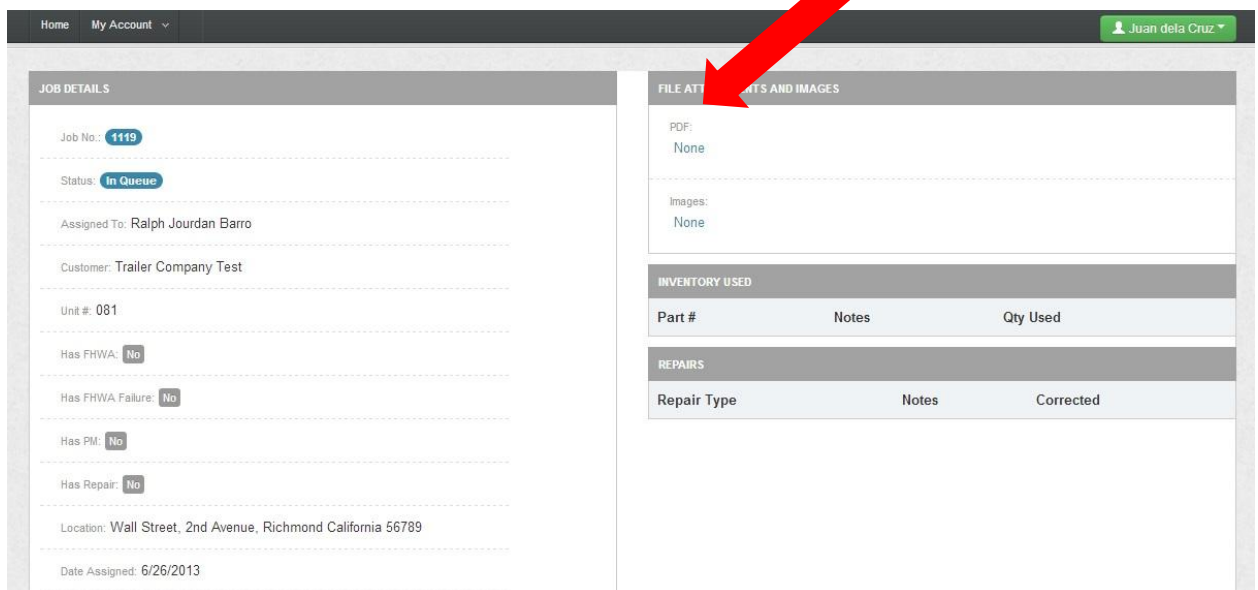 Home My Account
Juan dela Cruz
JOB DETAILS
Job No.: 1119
Status: In Queue
Assigned To: Ralph Jourdan Barro
Customer: Trailer Company Test
Unit #: 081
Has FHWA: No
Has FHWA Failure: No
Has PM: No
Has Repair: No
Location: Wall Street, 2nd Avenue, Richmond California 56789
Date Assigned: 6/26/2013
FILE ATT NTS AND IMAGES
PDF:
None
Images:
None
INVENTORY USED
Part # Notes Qty Used
REPAIRS
Repair Type Notes Corrected